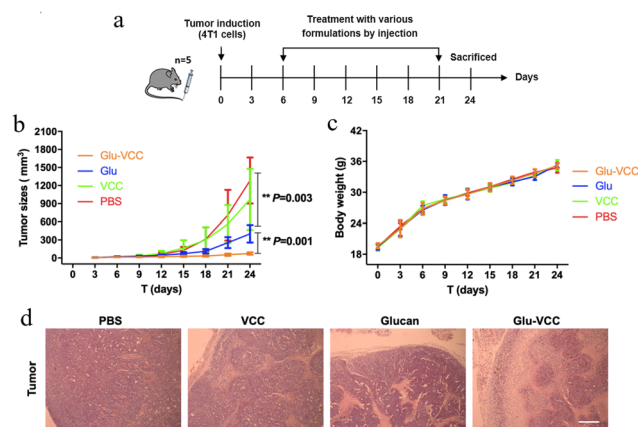 a
Tumor induction
(4T1 cells)
Treatment with various
formulations by injection
Sacrificed
n=5
Days
0 3 6 9 12 15 18 21 24
b
Tumor sizes ( mm³)
2100
1800
1500
1200
900
600
300
0
Glu-VCC
Glu
VCC
PBS
** P=0.003
** P=0.001
0 3 6 9 12 15 18 21 24
T (days)
c
Body weight (g)
36
30
24
18
12
Glu-VCC
Glu
VCC
PBS
0 3 6 9 12 15 18 21 24
T (days)
d
PBS VCC Glucan Glu-VCC
Tumor